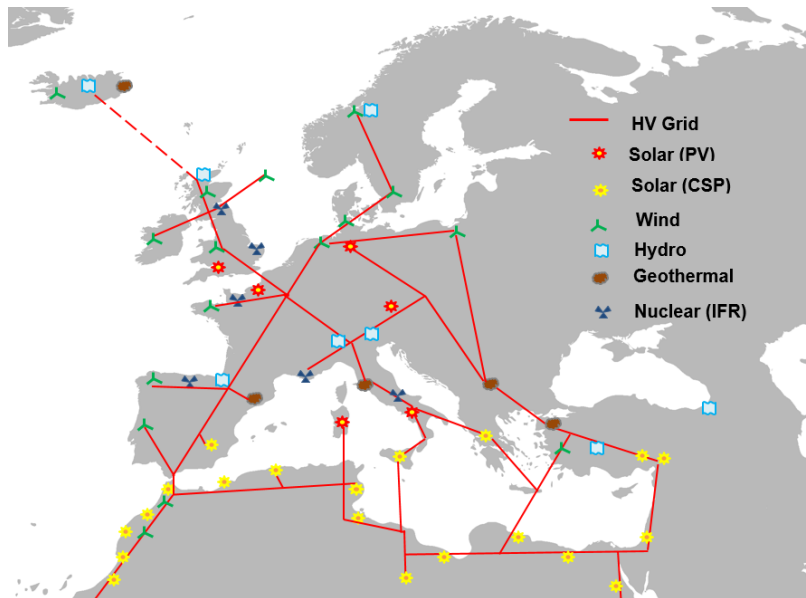 HV Grid
Solar (PV)
Solar (CSP)
Wind
Hydro
Geothermal
Nuclear (IFR)